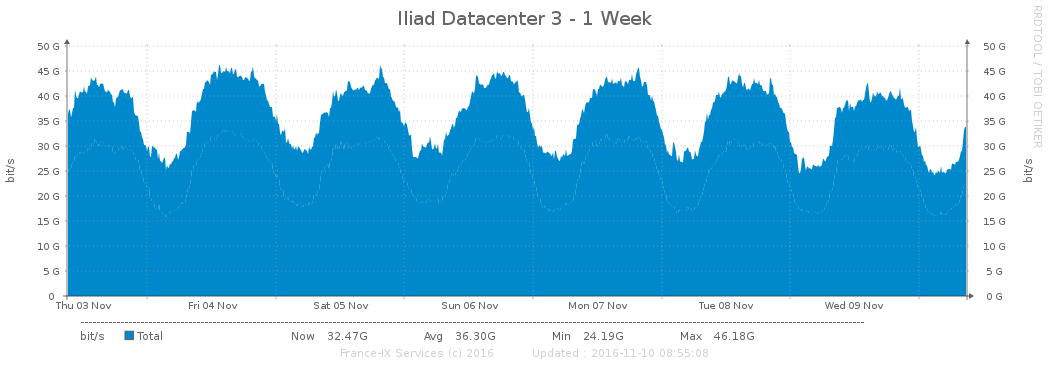 Iliad Datacenter 3 - 1 Week
RRDTOOL / TOBI OETIKER
50 G 50 G
45 G 45 G
40 G 40 G
35 G 35 G
30 G 30 G
25 G 25 G
20 G 20 G
15 G 15 G
10 G 10 G
5 G 5 G
0 0 G
bit/s
bit/s
Thu 03 Nov Fri 04 Nov Sat 05 Nov Sun 06 Nov Mon 07 Nov Tue 08 Nov Wed 09 Nov
bit/s Total Now 32.47G Avg 36.30G Min 24.19G Max 46.18G
France-IX Services (c) 2016 Updated : 2016-11-10 08:55:08